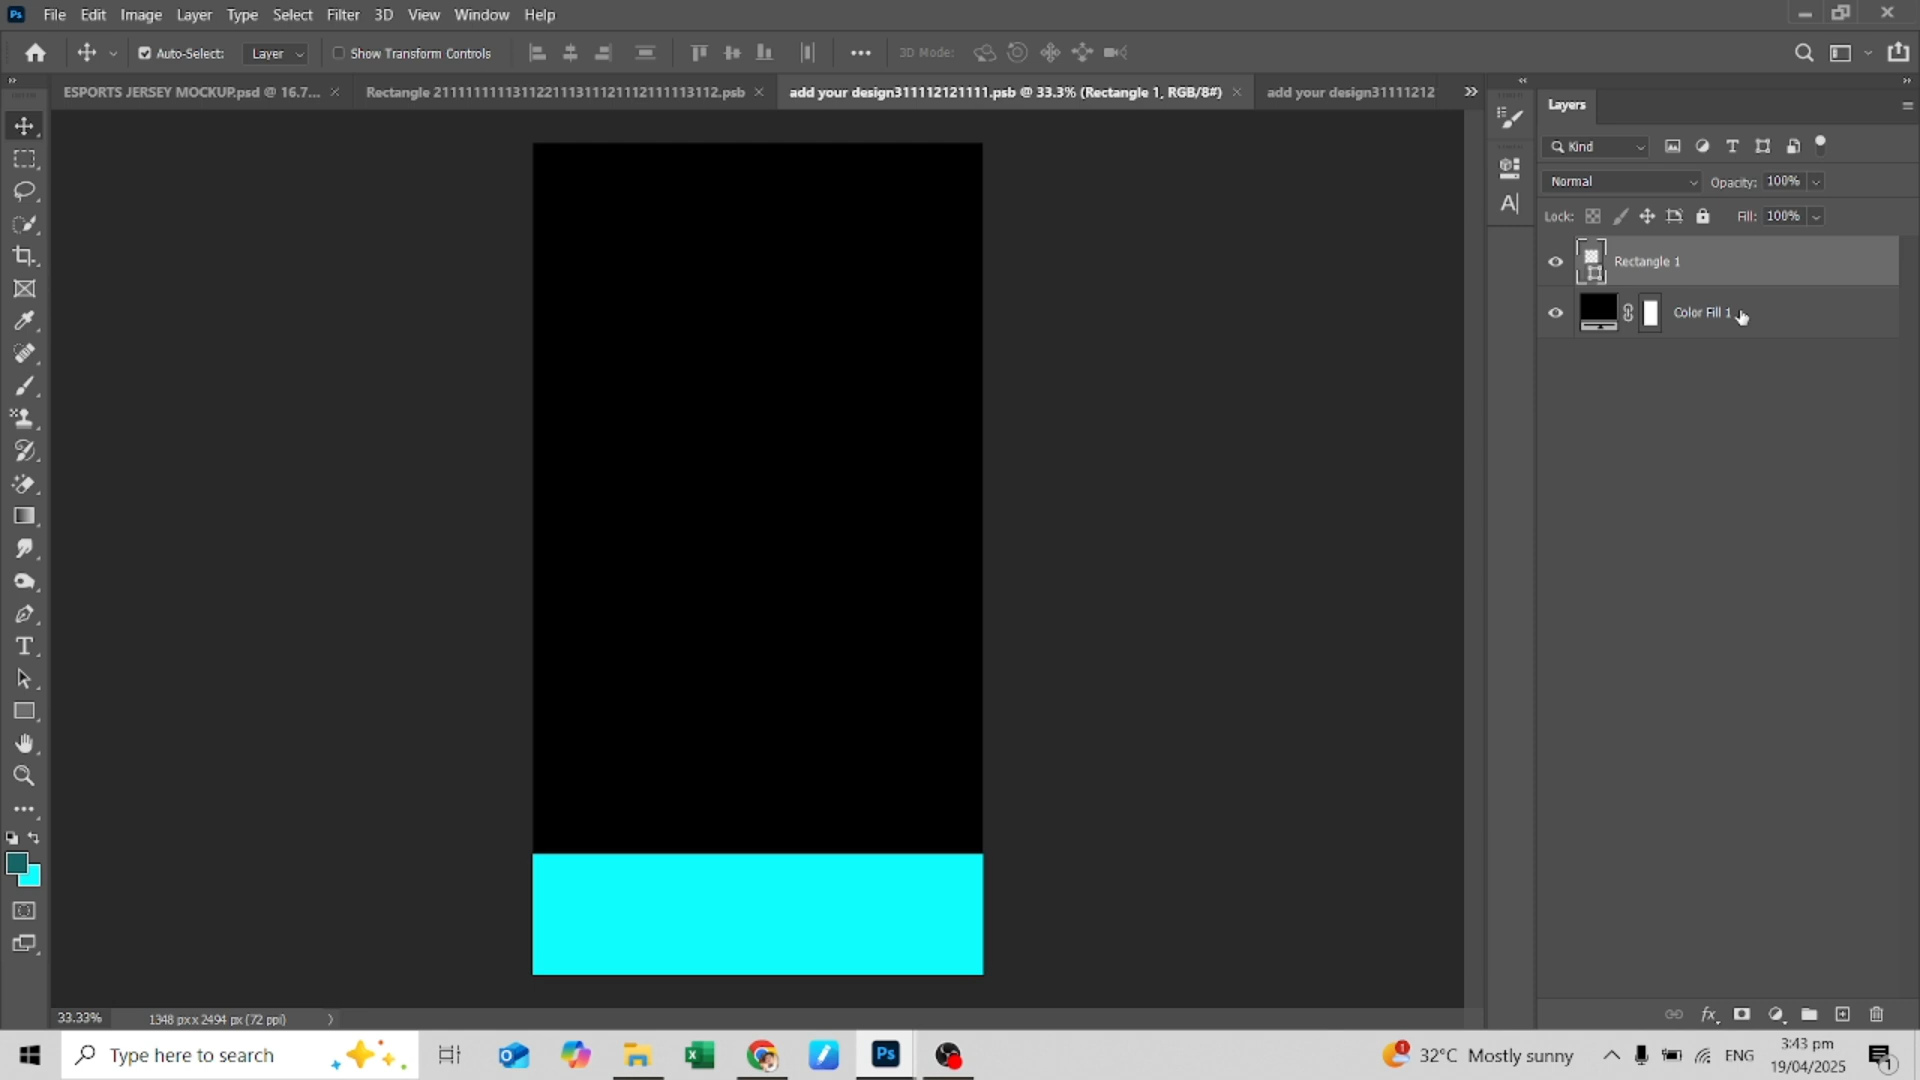 Ps File Edit Image Layer Type Select Filter 3D View Window Help
Auto-Select: Layer Show Transform Controls 3D Mode:
ESPORTS JERSEY MOCKUP.psd @ 16.7... add your design311112121111.psb @ 33.3% (Rectangle 1, RGB/8#) add your design31111212
Layers
Kind
Normal Opacity: 100%
Lock: Fill: 100%
Rectangle 1
Color Fill 1
33.33% 1348 px x 2494 px (72 ppi)
Type here to search Ps 32°C Mostly sunny ENG
3:43 pm
19/04/2025